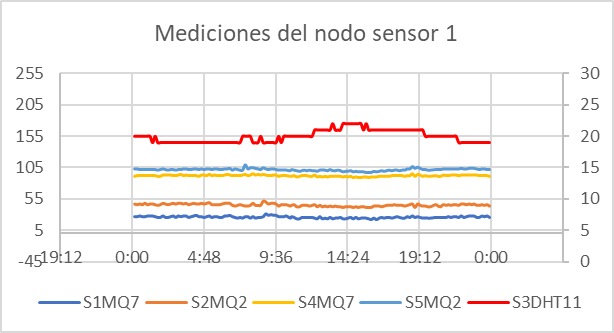 Mediciones del nodo sensor 1
255 30
205 25
155 20
105 15
55 10
5 5
-45 0
19:12 0:00 4:48 9:36 14:24 19:12 0:00
S1MQ7 S2MQ2 S4MQ7 S5MQ2 S3DHT11